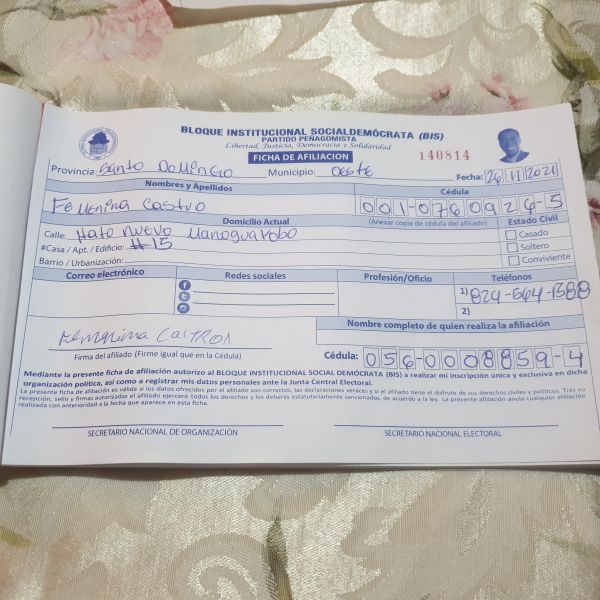 BLOQUE INSTITUCIONAL SOCIALDEMÓCRATA (BIS)
PARTIDO PEÑAGOMISTA
Libertad, Justicia, Democracia y Solidaridad
FICHA DE AFILIACION
140814
Provincia: Santo Domingo Municipio: Oeste Fecha: 26 11 2021
Nombres y Apellidos Cédula
Femenina Castro 001-0760926-5
Domicilio Actual (Anexar copia de cédula del afiliado) Estado Civil
Calle: Hato Nuevo Manoguayabo Casado
#Casa / Apt. / Edificio: #15 Soltero
Barrio / Urbanización: Conviviente
Correo electrónico Redes sociales Profesión/Oficio Teléfonos
1) 829-564-1388
2)
Nombre completo de quien realiza la afiliación
Castro
Firma del afiliado (Firme igual que en la Cédula) Cédula: 056-0008859-4
Mediante la presente ficha de afiliación autorizo al BLOQUE INSTITUCIONAL SOCIAL DEMÓCRATA (BIS) a realizar mi inscripción única y exclusiva en dicha
organización política, así como a registrar mis datos personales ante la Junta Central Electoral.
La presente ficha de afiliación es válida si los datos ofrecidos por el afiliado son correctos, las declaraciones veraces y si el afiliado tiene el disfrute de sus derechos civiles y políticos. Tras su
recepción, sello y firmas autorizadas el afiliado ejercerá todos los derechos y los deberes estatutariamente sancionados, de acuerdo a la ley. La presente afiliación anula cualquier afiliación
realizada con anterioridad a la fecha que aparece en esta ficha.
SECRETARIO NACIONAL DE ORGANIZACIÓN SECRETARIO NACIONAL ELECTORAL